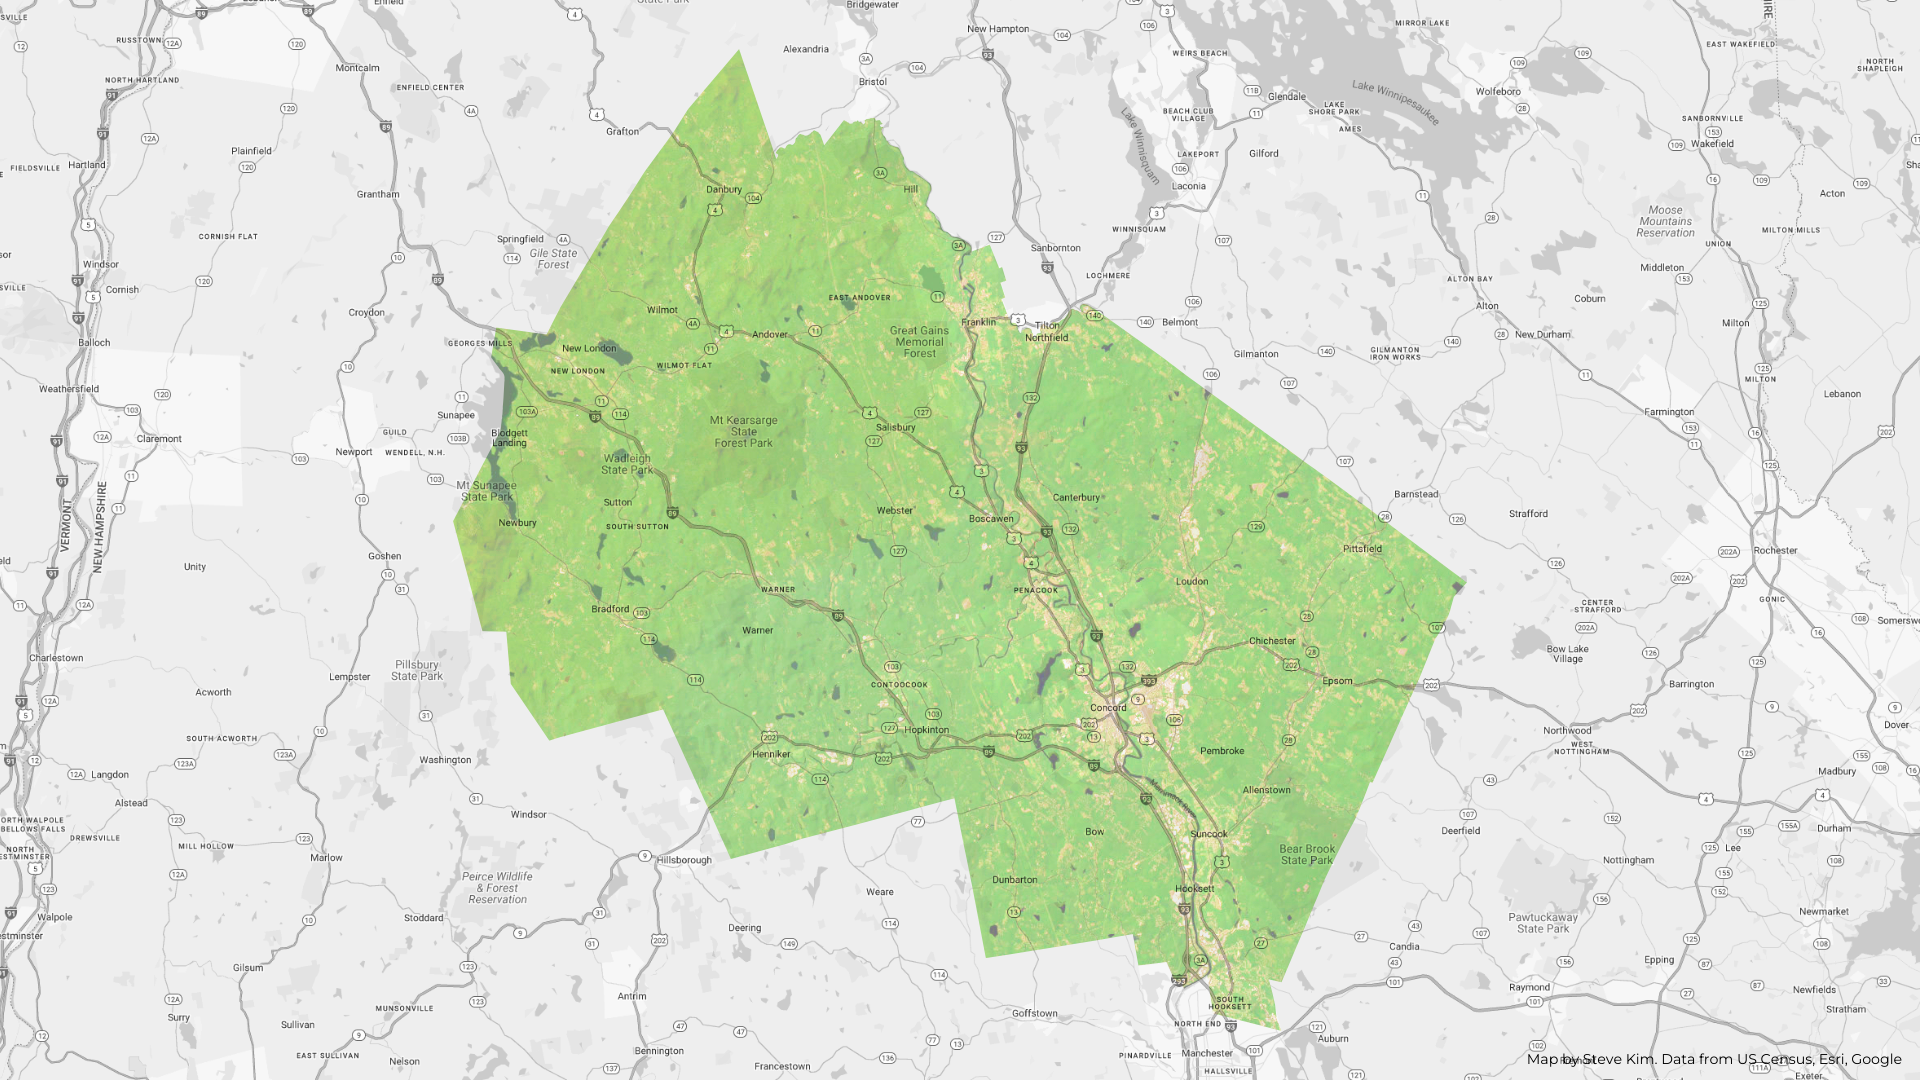 Bridgewater
Enfield
New Hampton
MIRROR LAKE
RUSSTOWN
Alexandria
WEIRS BEACH
EAST WAKEFIELD
NORTH
SHAPLEIGH
Montcalm
NORTH HARTLAND
ENFIELD CENTER
Bristol
Wolfeboro
Lake Winnipesaukee
Glendale
LAKE
SHORE PARK
BEACH CLUB
VILLAGE
AMES
SANBORNVILLE
Grafton
Wakefield
Plainfield
Lake Winnisquam
LAKEPORT
Gilford
FIELDSVILLE
Hartland
Laconia
Grantham
Danbury
Hill
Acton
Moose
Mountains
Reservation
WINNISQUAM
MILTON MILLS
CORNISH FLAT
Springfield
Gile State
Forest
Sanbornton
UNION
Windsor
LOCHMERE
Middleton
ALTON BAY
Cornish
EAST ANDOVER
Alton
Coburn
Croydon
Wilmot
Franklin
Tilton
Northfield
Belmont
Milton
Andover
New Durham
Balloch
GEORGES MILLS
New London
Great Gains
Memorial
Forest
Gilmanton
GILMANTON
IRON WORKS
NEW LONDON
WILMOT FLAT
MILTON
Weathersfield
Lebanon
Sunapee
Farmington
Mt Kearsarge
State
Forest Park
Salisbury
GUILD
Blodgett
Landing
Claremont
Newport
WENDELL, N.H.
Wadleigh
State Park
Mt Sunapee
State Park
Sutton
Canterbury
Barnstead
Webster
Strafford
VERMONT
NEW HAMPSHIRE
Newbury
SOUTH SUTTON
Boscawen
Pittsfield
Rochester
Goshen
Unity
Loudon
WARNER
PENACOOK
GONIC
Bradford
CENTER
STRAFFORD
Warner
Chichester
Bow Lake
Village
Charlestown
Pillsbury
State Park
Lempster
CONTOOCOOK
Epsom
Barrington
Acworth
Concord
Dover
Hopkinton
Northwood
SOUTH ACWORTH
Henniker
Pembroke
WEST
NOTTINGHAM
Washington
Langdon
Madbury
Merrimack River
Allenstown
Alstead
Windsor
Bow
Suncook
Deerfield
Durham
DREWSVILLE
MILL HOLLOW
Lee
Bear Brook
State Park
Marlow
Hillsborough
Nottingham
Peirce Wildlife
& Forest
Reservation
Dunbarton
Weare
Hooksett
Walpole
Stoddard
Deering
Pawtuckaway
State Park
Newmarket
Candia
Epping
Gilsum
Raymond
Newfields
Antrim
MUNSONVILLE
SOUTH
HOOKSETT
Stratham
Surry
Goffstown
Sullivan
NORTH END
Auburn
EAST SULLIVAN
Nelson
Bennington
PINARDVILLE
Manchester
Francestown
HALLSVILLE
Exeter
Map by Steve Kim. Data from US Census, Esri, Google